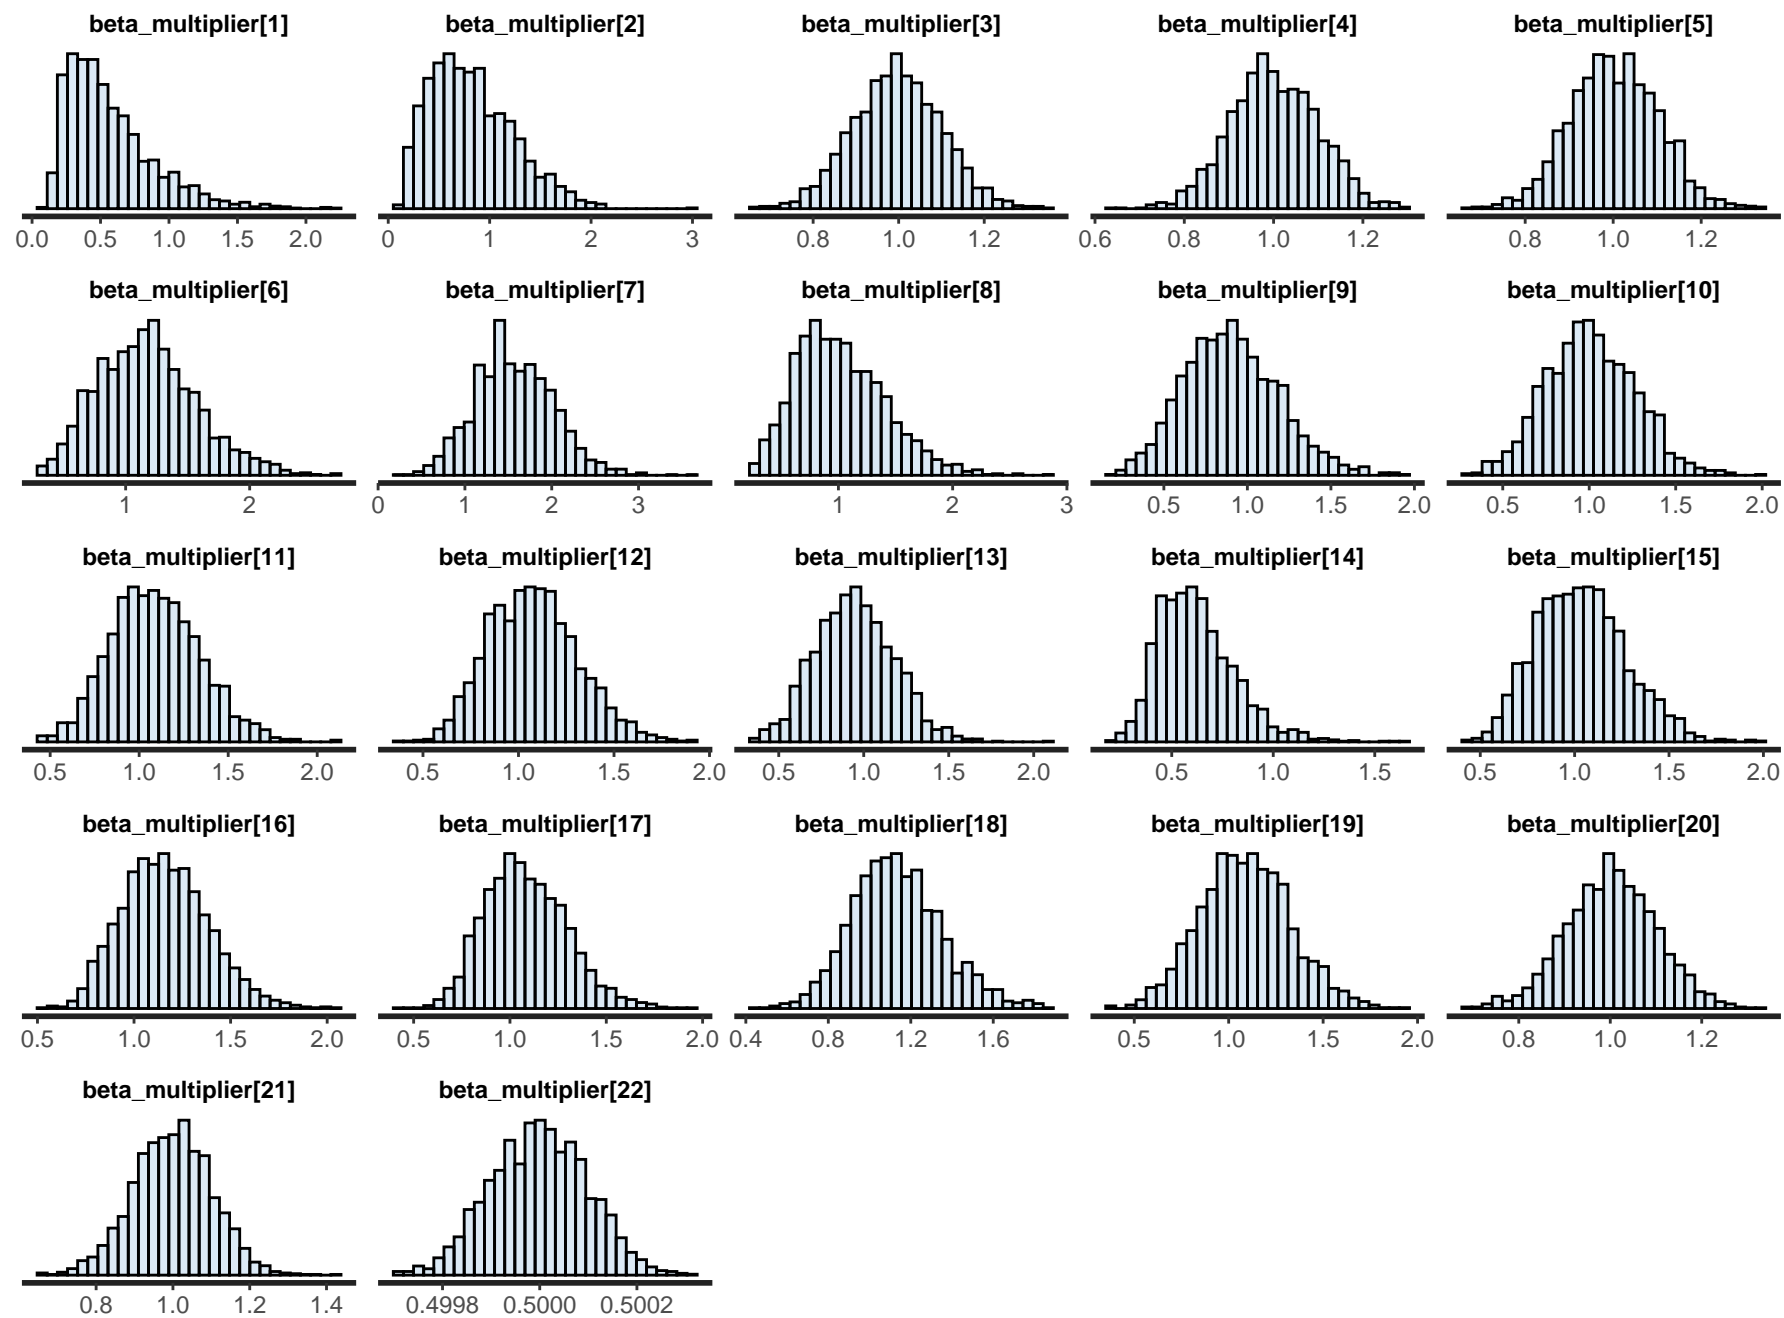 beta_multiplier[1] beta_multiplier[2] beta_multiplier[3] beta_multiplier[4] beta_multiplier[5]
0.0 0.5 1.0 1.5 2.0 0 1 2 3 0.8 1.0 1.2 0.6 0.8 1.0 1.2 0.8 1.0 1.2
beta_multiplier[6] beta_multiplier[7] beta_multiplier[8] beta_multiplier[9] beta_multiplier[10]
1 2 0 1 2 3 1 2 3 0.5 1.0 1.5 2.0 0.5 1.0 1.5 2.0
beta_multiplier[11] beta_multiplier[12] beta_multiplier[13] beta_multiplier[14] beta_multiplier[15]
0.5 1.0 1.5 2.0 0.5 1.0 1.5 2.0 0.5 1.0 1.5 2.0 0.5 1.0 1.5 0.5 1.0 1.5 2.0
beta_multiplier[16] beta_multiplier[17] beta_multiplier[18] beta_multiplier[19] beta_multiplier[20]
0.5 1.0 1.5 2.0 0.5 1.0 1.5 2.0 0.4 0.8 1.2 1.6 0.5 1.0 1.5 2.0 0.8 1.0 1.2
beta_multiplier[21] beta_multiplier[22]
0.8 1.0 1.2 1.4 0.4998 0.5000 0.5002